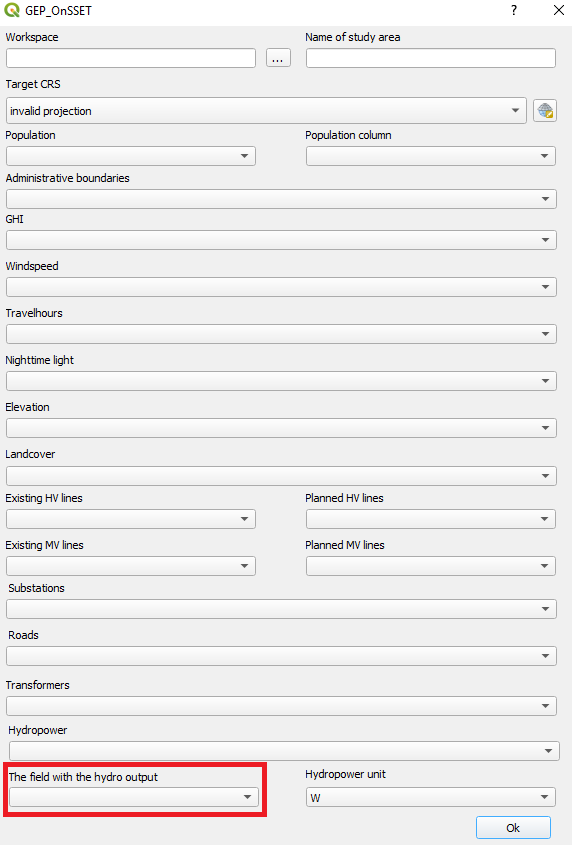 GEP_OnSSET ?
Workspace Name of study area
...
Target CRS
invalid projection
Population Population column
Administrative boundaries
GHI
Windspeed
Travelhours
Nighttime light
Elevation
Landcover
Existing HV lines Planned HV lines
Existing MV lines Planned MV lines
Substations
Roads
Transformers
Hydropower
The field with the hydro output Hydropower unit
W
Ok